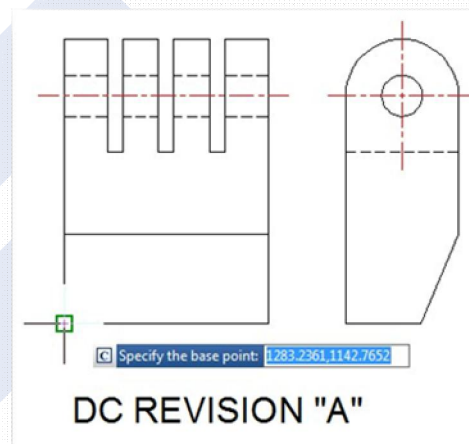 C Specify the base point: 1283.2361,1142.7652
DC REVISION "A"